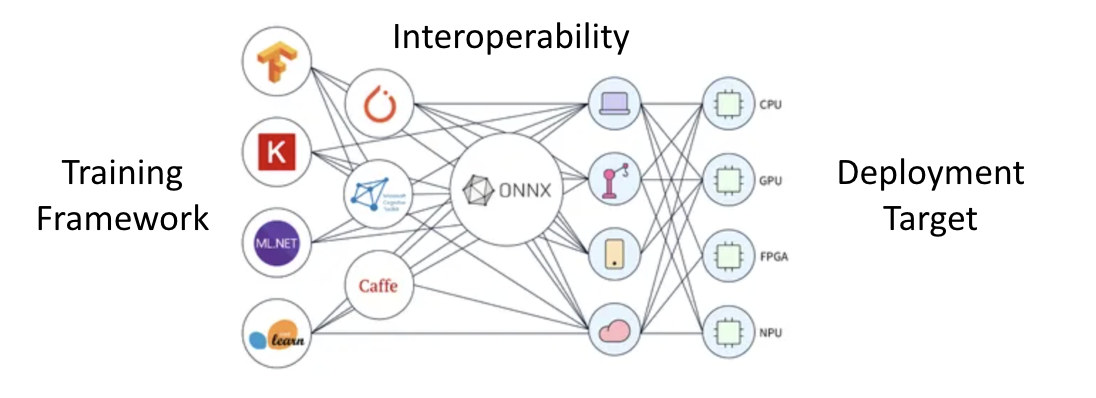 Interoperability
Training
Framework
K
ML.NET
learn
Microsoft
Cognitive
Toolkit
Caffe
ONNX
CPU
GPU
FPGA
NPU
Deployment
Target